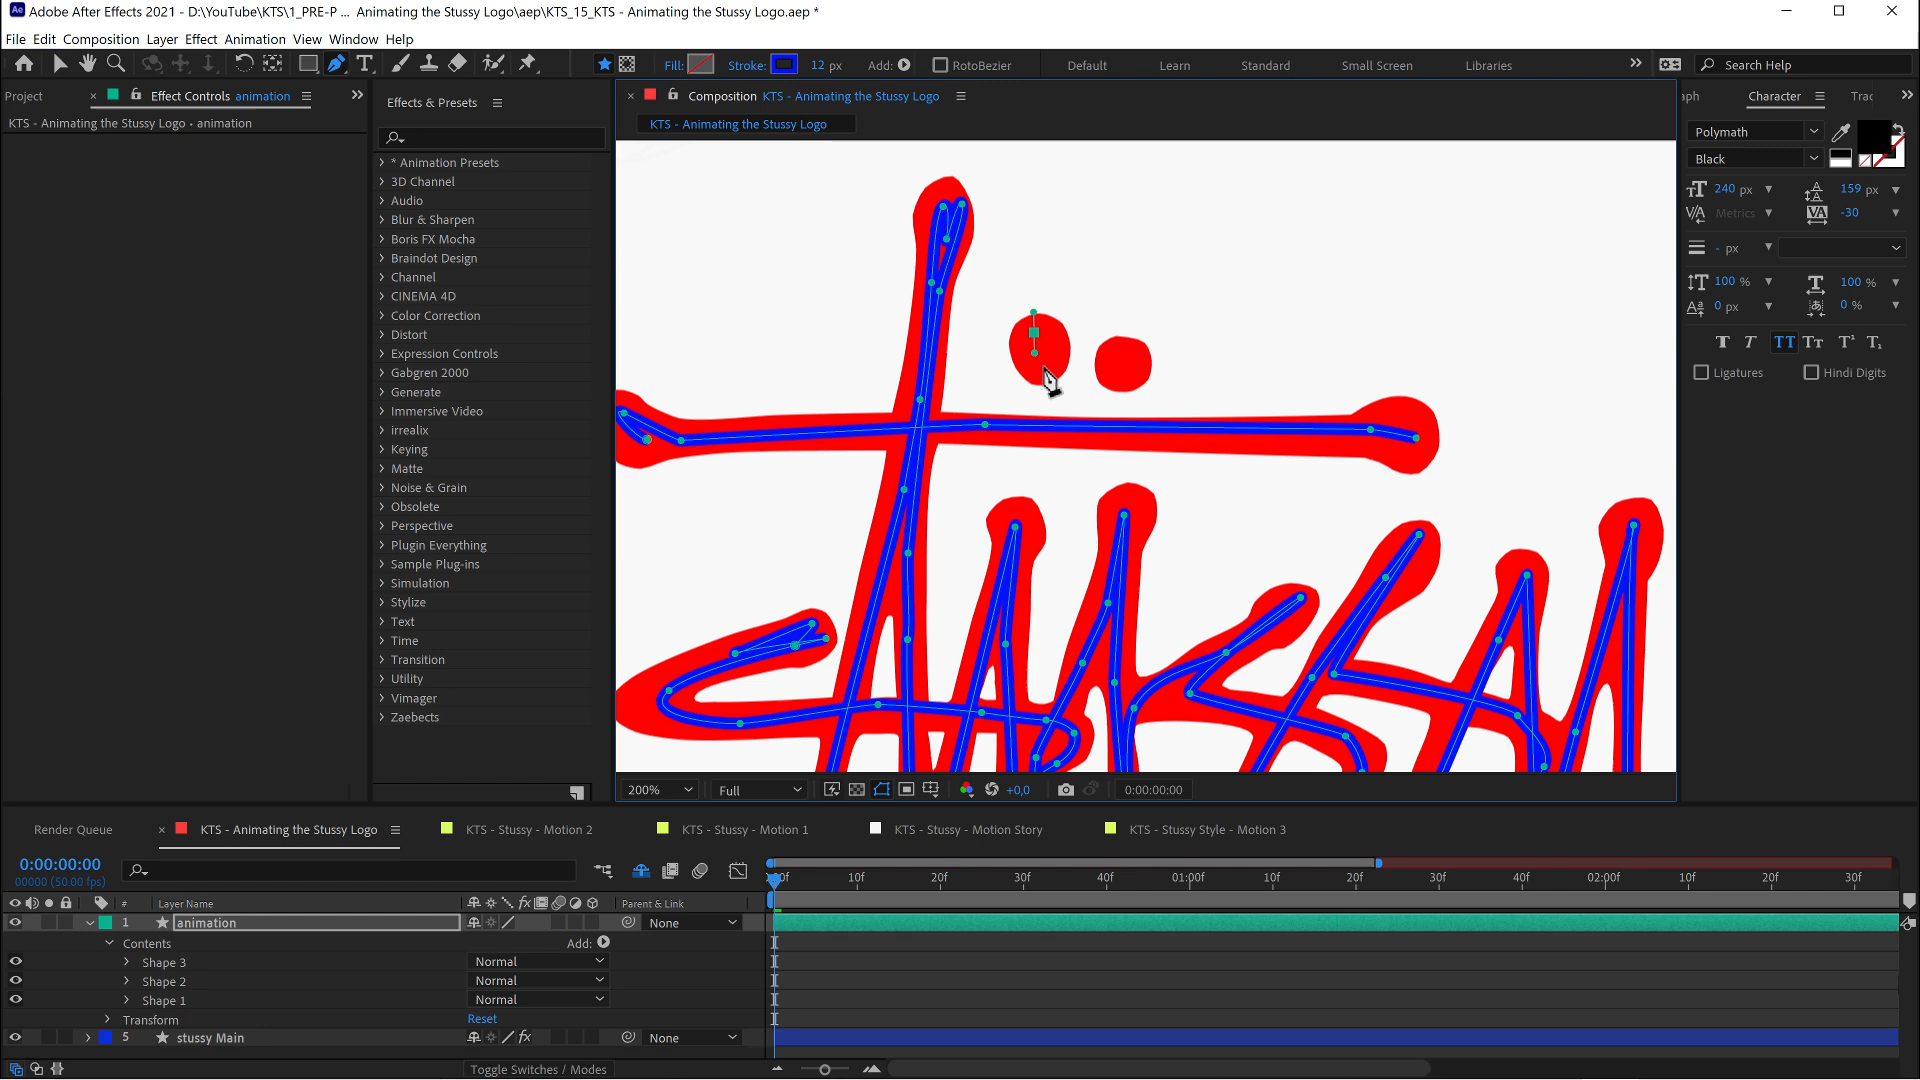 Adobe After Effects 2021 - D:\YouTube\KTS\1_PRE-P ... Animating the Stussy Logo\aep\KTS_15_KTS - Animating the Stussy Logo.aep *
File Edit Composition Layer Effect Animation View Window Help
Fill: Stroke: 12 px Add: RotoBezier Default Learn Standard Small Screen Libraries Search Help
Project Effect Controls animation
KTS - Animating the Stussy Logo • animation
Effects & Presets
* Animation Presets
3D Channel
Audio
Blur & Sharpen
Boris FX Mocha
Braindot Design
Channel
CINEMA 4D
Color Correction
Distort
Expression Controls
Gabgren 2000
Generate
Immersive Video
irrealix
Keying
Matte
Noise & Grain
Obsolete
Perspective
Plugin Everything
Sample Plug-ins
Simulation
Stylize
Text
Time
Transition
Utility
Vimager
Zaebects
Composition KTS - Animating the Stussy Logo
KTS - Animating the Stussy Logo
200% Full +0,0 0:00:00:00
aph Character Trac
Polymath
Black
240 px 159 px
Metrics -30
- px
100 % 100 %
0 px 0 %
Ligatures Hindi Digits
Render Queue KTS - Animating the Stussy Logo KTS - Stussy - Motion 2 KTS - Stussy - Motion 1 KTS - Stussy - Motion Story KTS - Stussy Style - Motion 3
0:00:00:00
00000 (50.00 fps)
:00f 10f 20f 30f 40f 01:00f 10f 20f 30f 40f 02:00f 10f 20f 30f
# Layer Name Parent & Link
1 animation None
Contents Add:
Shape 3 Normal
Shape 2 Normal
Shape 1 Normal
Transform Reset
5 stussy Main None
Toggle Switches / Modes